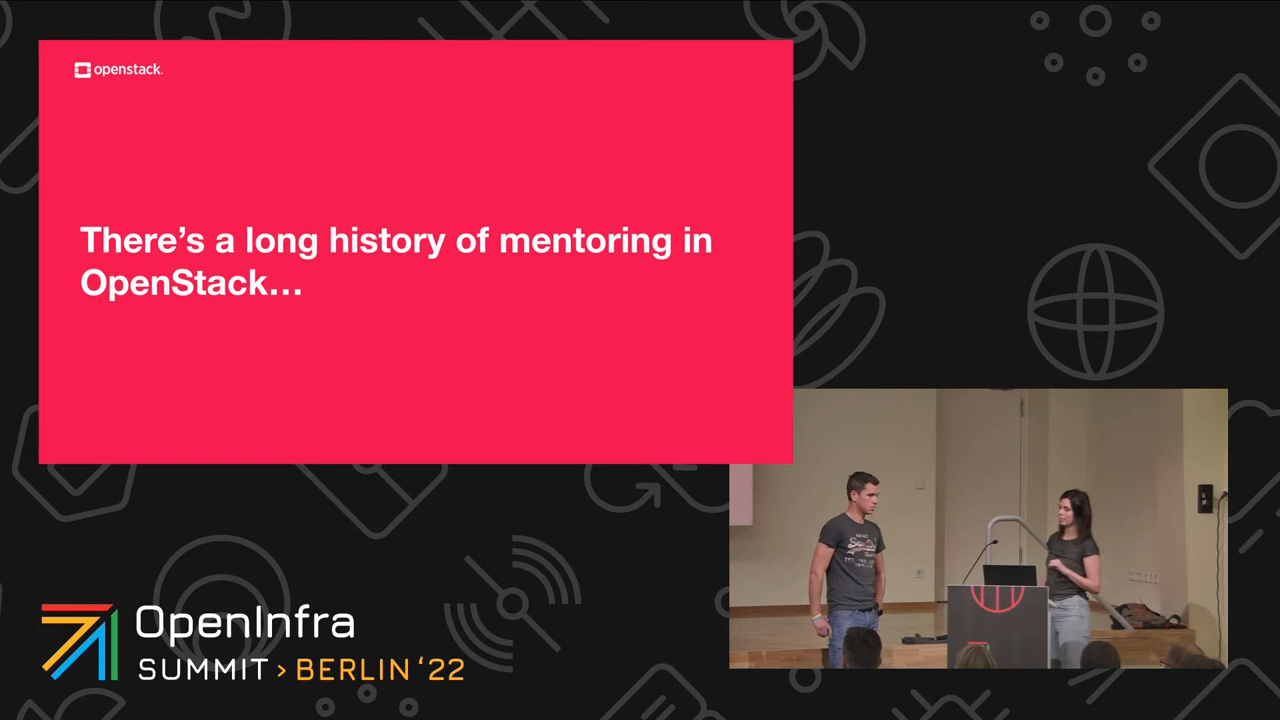 openstack.
There's a long history of mentoring in
OpenStack...
OpenInfra
SUMMIT > BERLIN '22